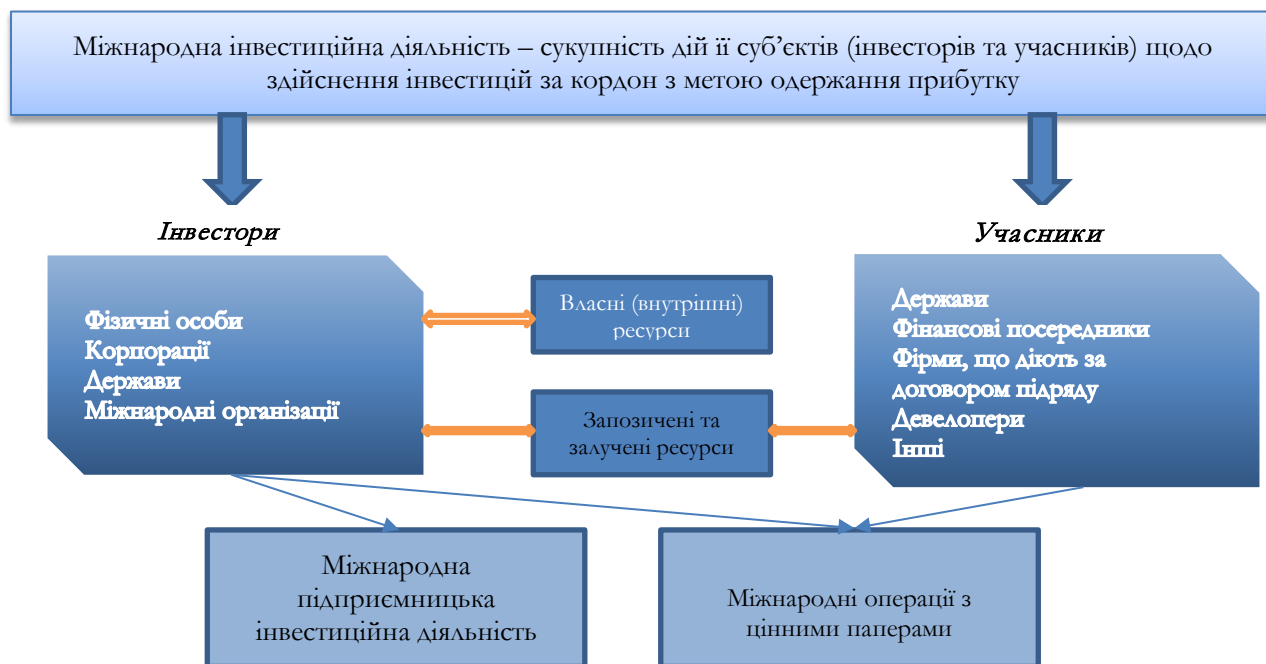 Міжнародна інвестиційна діяльність – сукупність дій її суб’єктів (інвесторів та учасників) щодо
здійснення інвестицій за кордон з метою одержання прибутку
Інвестори
Учасники
Фізичні особи
Корпорації
Держави
Міжнародні організації
Власні (внутрішні)
ресурси
Запозичені та
залучені ресурси
Держави
Фінансові посередники
Фірми, що діють за
договором підряду
Девелопери
Інші
Міжнародна
підприємницька
інвестиційна діяльність
Міжнародні операції з
цінними паперами